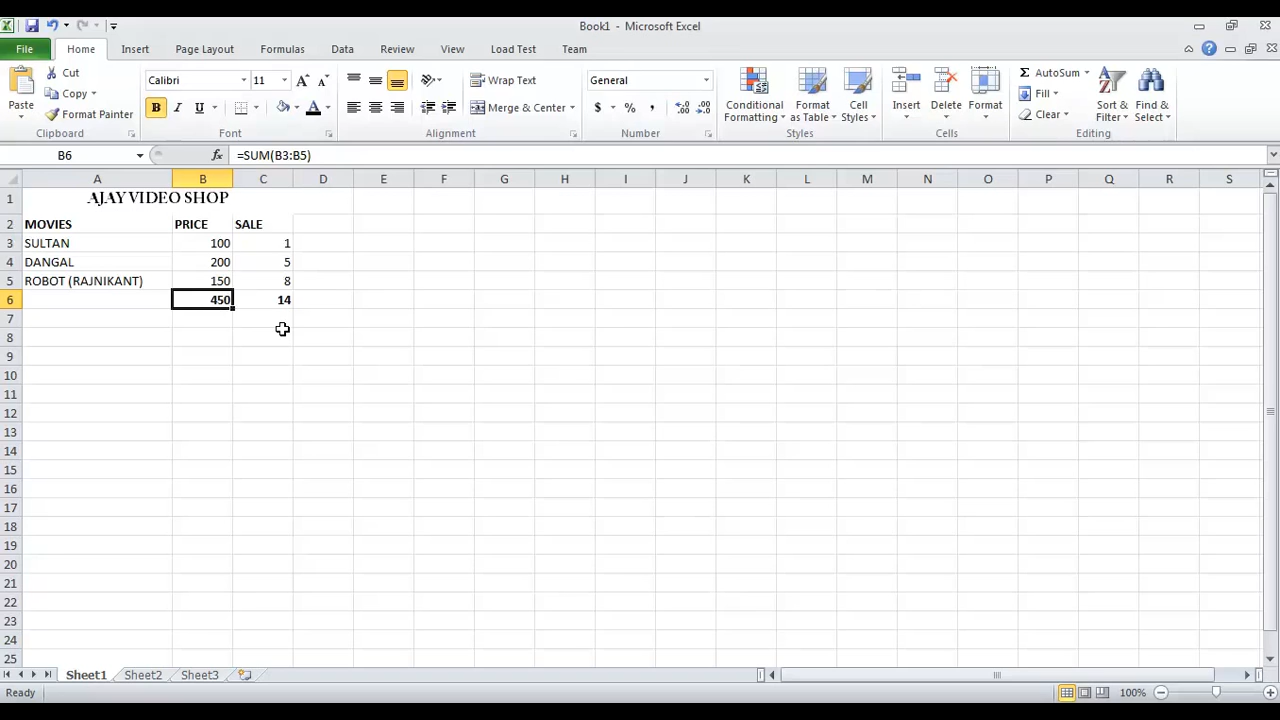 Book1 - Microsoft Excel
File Home Insert Page Layout Formulas Data Review View Load Test Team
Paste
Cut
Copy
Format Painter
Clipboard
Calibri 11
B I U A
Font
Wrap Text
Merge & Center
Alignment
General
$ % ,
Number
Conditional Formatting
Format as Table
Cell Styles
Styles
Insert
Delete
Format
Cells
Σ AutoSum
Fill
Clear
Sort & Filter
Find & Select
Editing
B6 fx =SUM(B3:B5)
A B C D E F G H I J K L M N O P Q R S
1 AJAY VIDEO SHOP
2 MOVIES PRICE SALE
3 SULTAN 100 1
4 DANGAL 200 5
5 ROBOT (RAJNIKANT) 150 8
6 450 14
7
8
9
10
11
12
13
14
15
16
17
18
19
20
21
22
23
24
25
Sheet1 Sheet2 Sheet3
Ready 100%